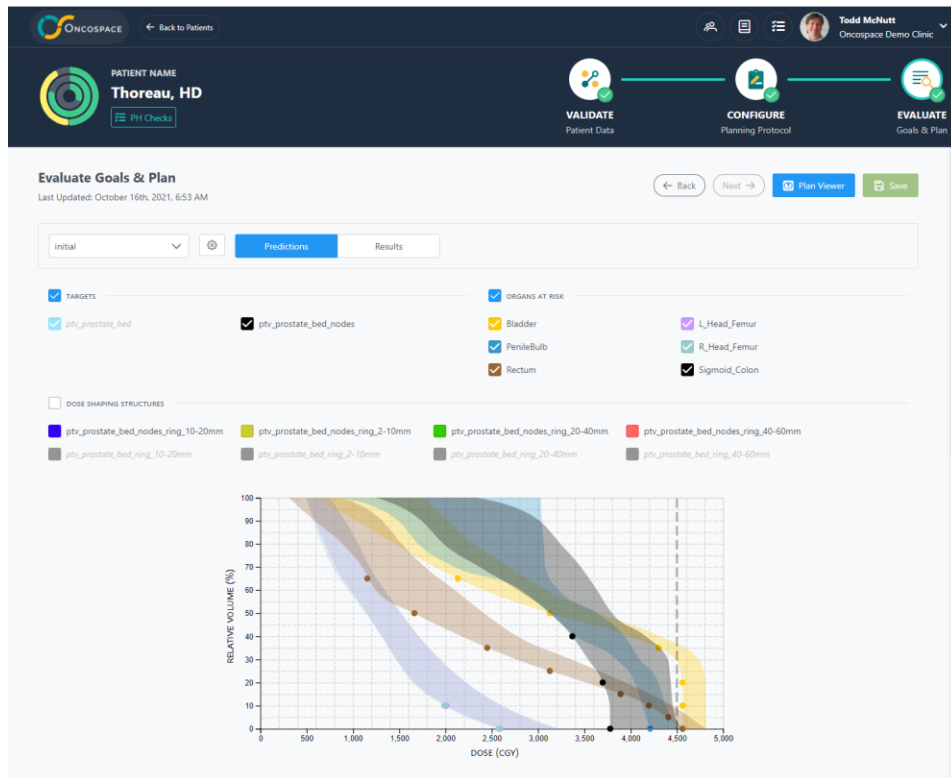 ONCOSPACE
← Back to Patients
Todd McNutt
Oncospace Demo Clinic
PATIENT NAME
Thoreau, HD
PH Checks
VALIDATE
Patient Data
CONFIGURE
Planning Protocol
EVALUATE
Goals & Plan
Evaluate Goals & Plan
Last Updated: October 16th, 2021, 6:53 AM
← Back
Next →
Plan Viewer
Save
initial
Predictions
Results
TARGETS
ptv_prostate_bed
ptv_prostate_bed_nodes
ORGANS AT RISK
Bladder
L_Head_Femur
PenileBulb
R_Head_Femur
Rectum
Sigmoid_Colon
DOSE SHAPING STRUCTURES
ptv_prostate_bed_nodes_ring_10-20mm
ptv_prostate_bed_nodes_ring_2-10mm
ptv_prostate_bed_nodes_ring_20-40mm
ptv_prostate_bed_nodes_ring_40-60mm
ptv_prostate_bed_ring_10-20mm
ptv_prostate_bed_ring_2-10mm
ptv_prostate_bed_ring_20-40mm
ptv_prostate_bed_ring_40-60mm
RELATIVE VOLUME (%)
100
90
80
70
60
50
40
30
20
10
0
0 500 1,000 1,500 2,000 2,500 3,000 3,500 4,000 4,500 5,000
DOSE (CGY)